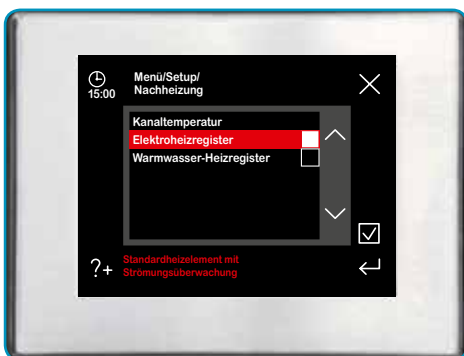 15:00
Menü/Setup/
Nachheizung
Kanaltemperatur
Elektroheizregister
Warmwasser-Heizregister
?+
Standardheizelement mit
Strömungsüberwachung